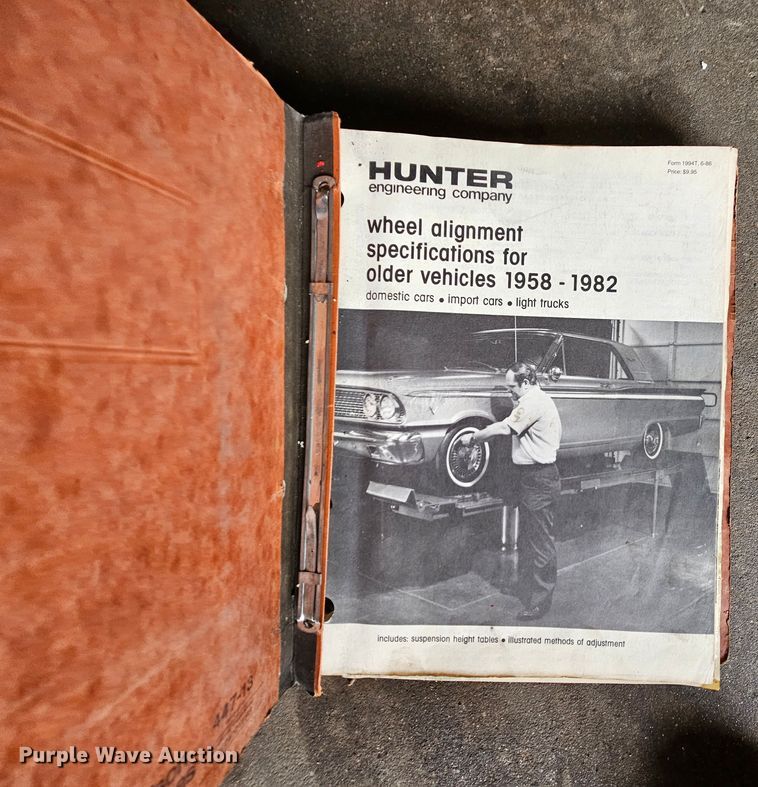 HUNTER
engineering company
Form 1994T, 6-86
Price: $9.95
wheel alignment
specifications for
older vehicles 1958 - 1982
domestic cars • import cars • light trucks
includes: suspension height tables • illustrated methods of adjustment
Purple Wave Auction